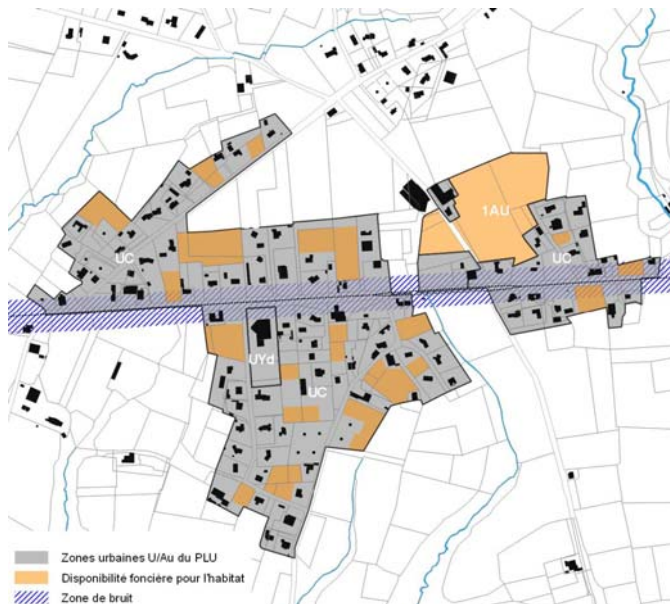 1AU
UC
UC
UYd
UC
Zones urbaines U/Au du PLU
Disponibilité foncière pour l'habitat
Zone de bruit